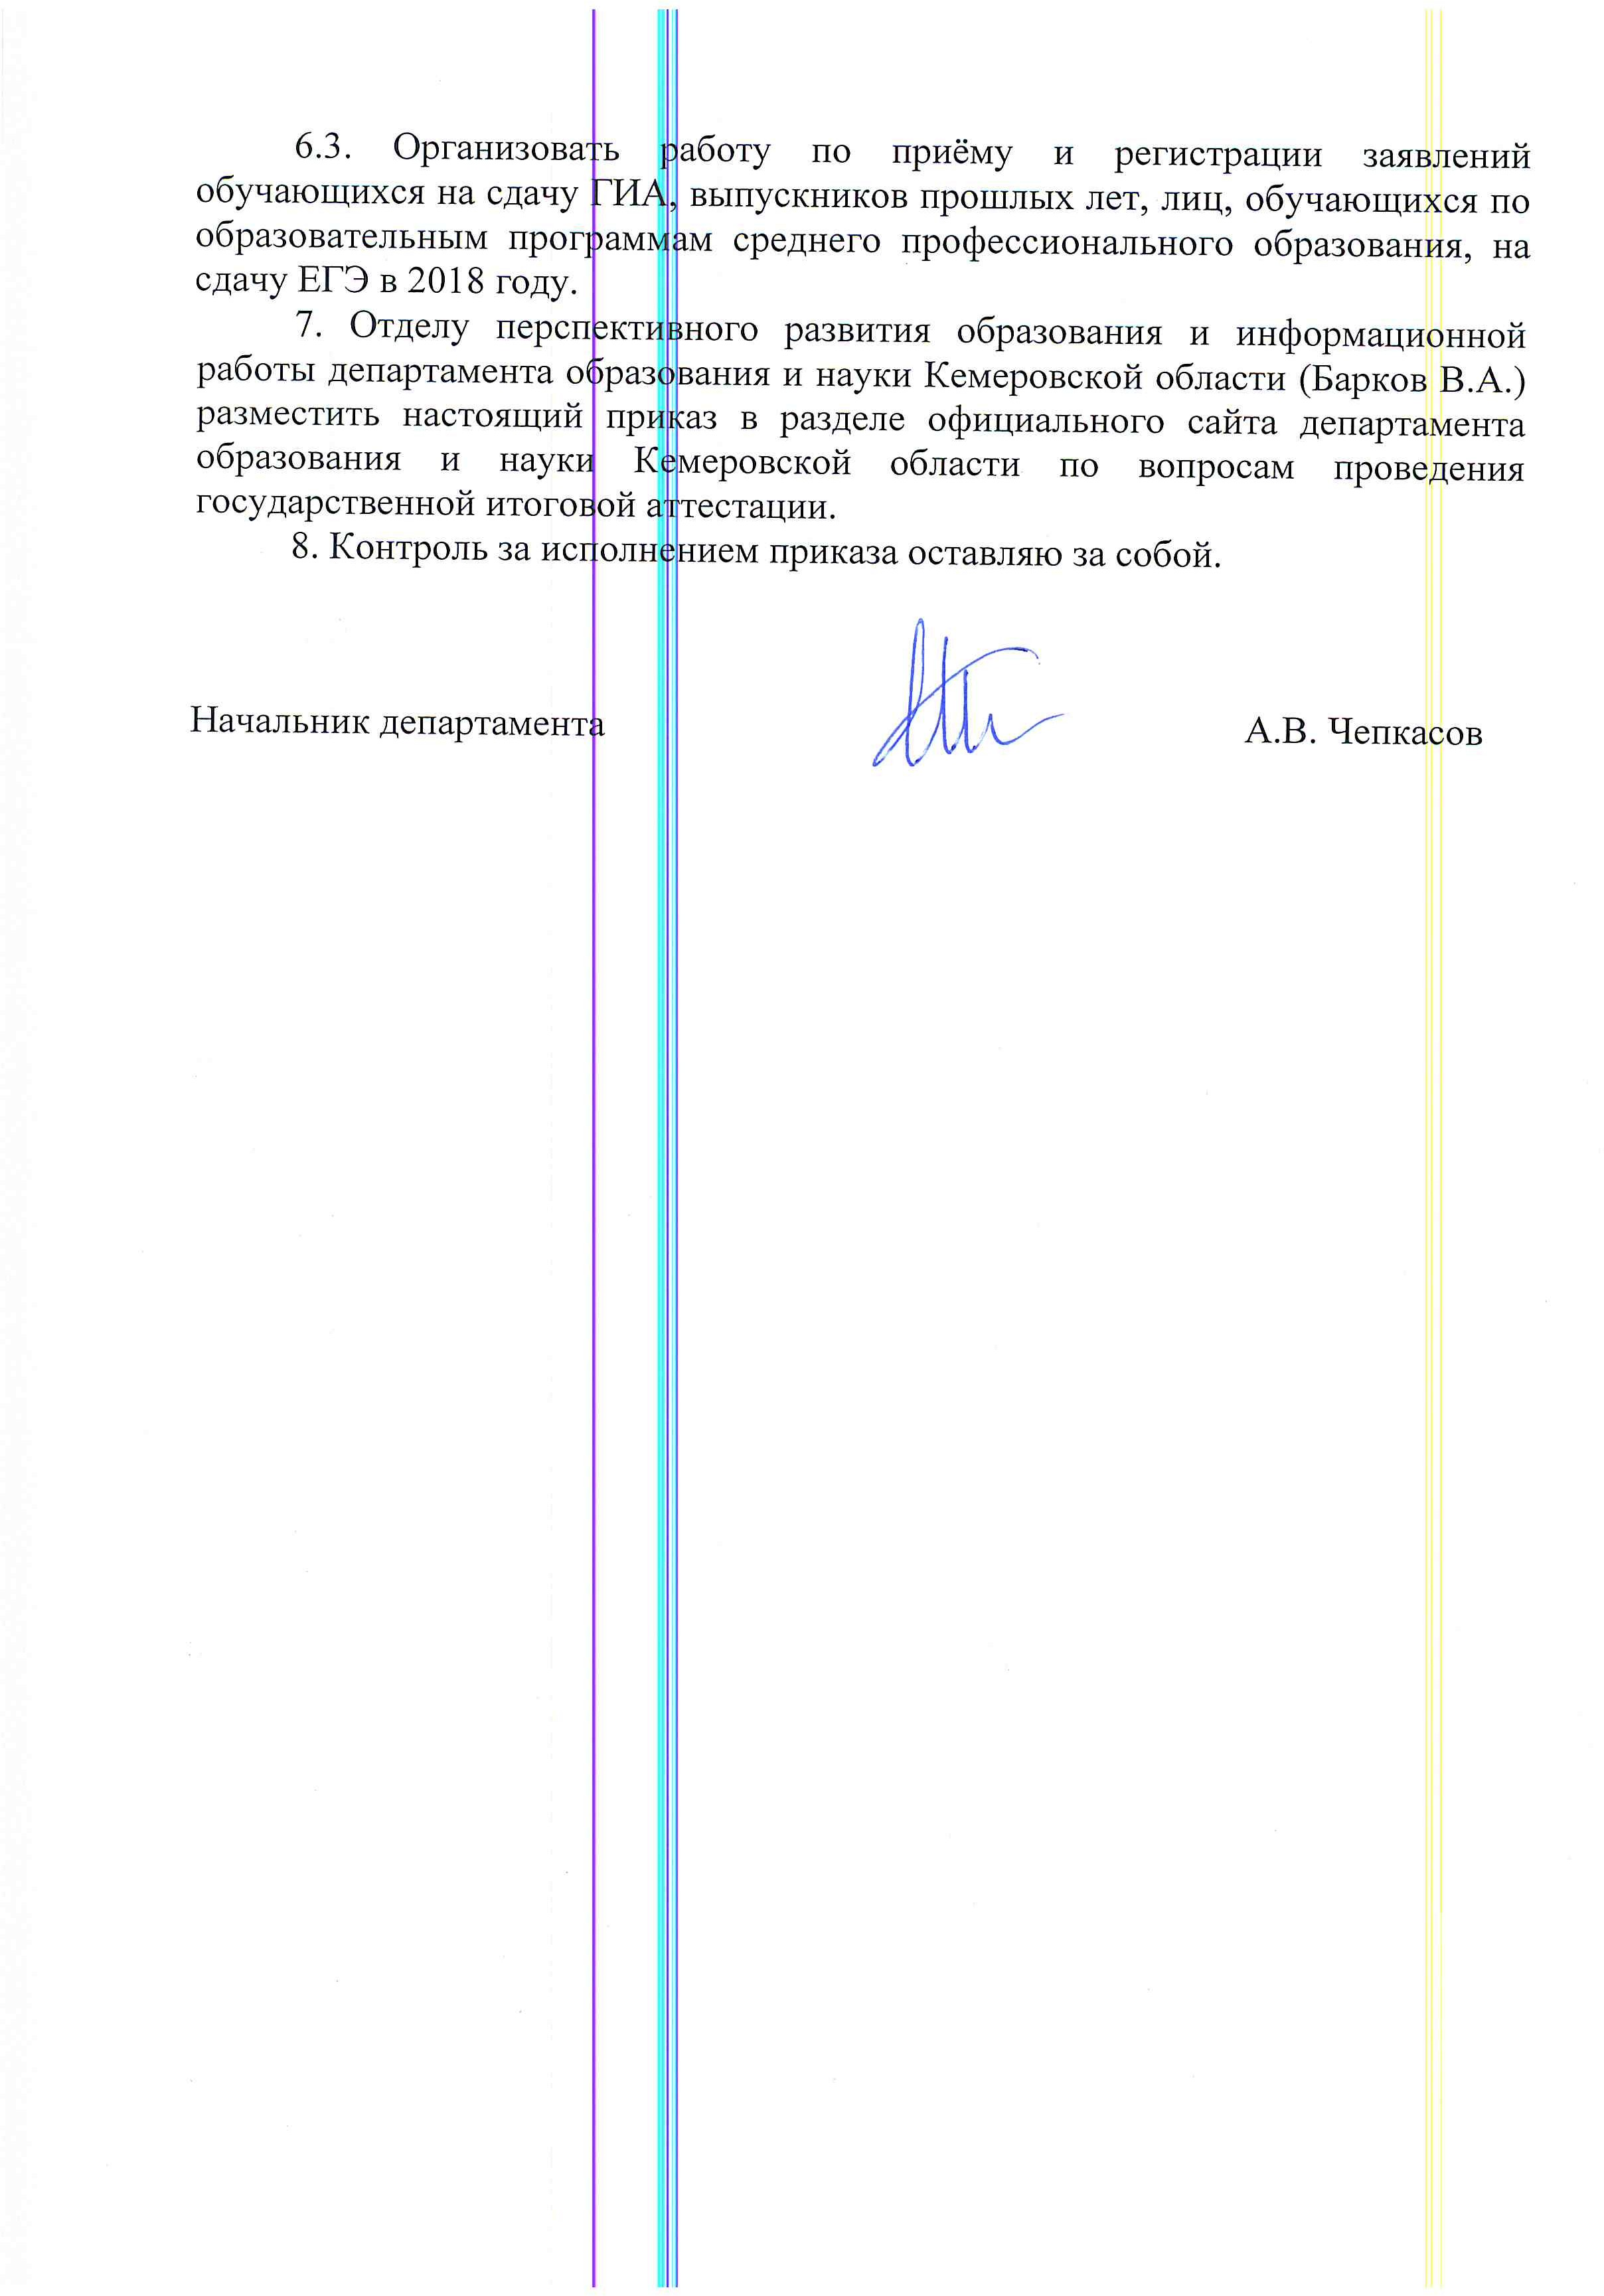 6.3. Организовать работу по приёму и регистрации заявлений
обучающихся на сдачу ГИА, выпускников прошлых лет, лиц, обучающихся по
образовательным программам среднего профессионального образования, на
сдачу ЕГЭ в 2018 году.
7. Отделу перспективного развития образования и информационной
работы департамента образования и науки Кемеровской области (Барков В.А.)
разместить настоящий приказ в разделе официального сайта департамента
образования и науки Кемеровской области по вопросам проведения
государственной итоговой аттестации.
8. Контроль за исполнением приказа оставляю за собой.
Начальник департамента А.В. Чепкасов